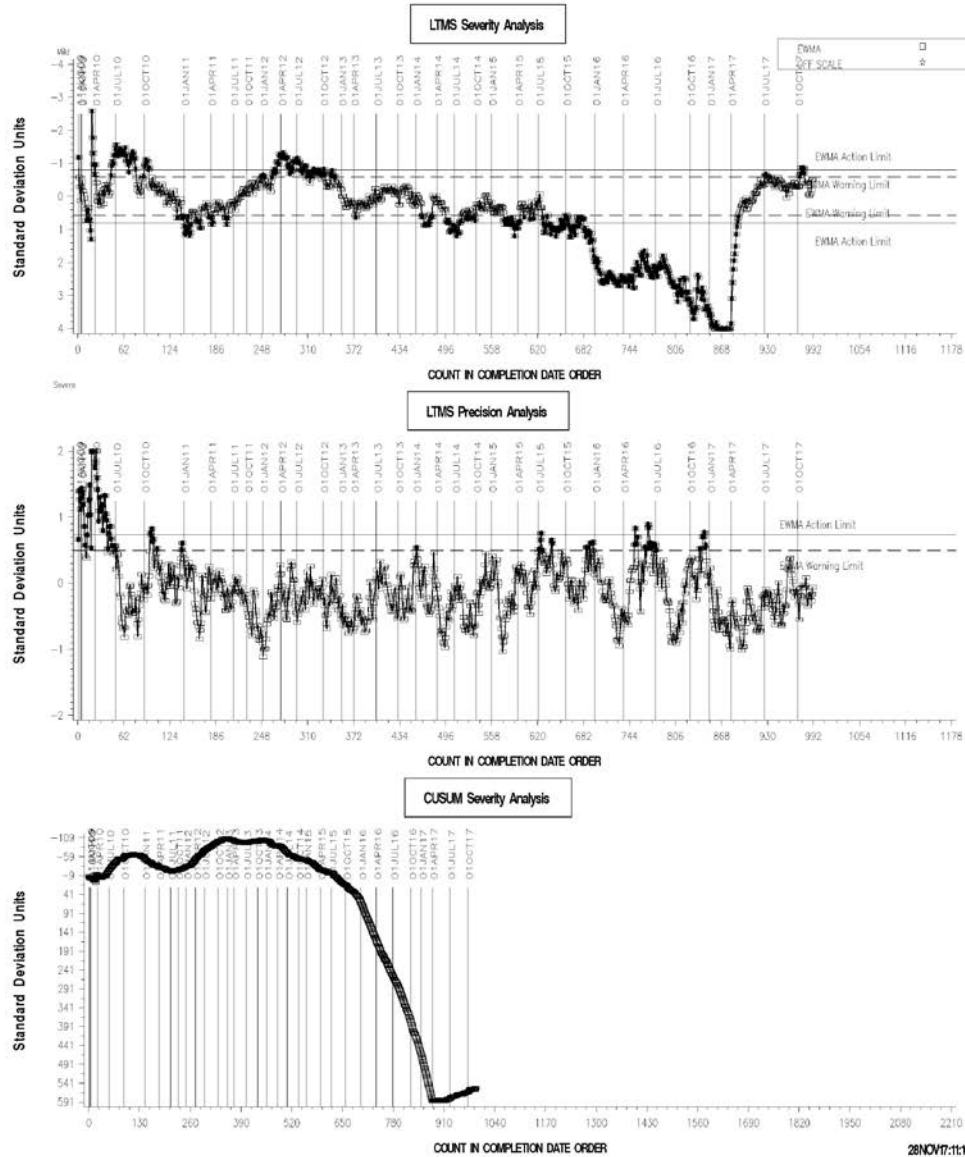 LTMS Severity Analysis
Mild
EWMA
OFF SCALE
-4
-3
-2
-1
0
1
2
3
4
01APR10
01JUL10
01OCT10
01JAN11
01APR11
01JUL11
01OCT11
01JAN12
01APR12
01JUL12
01OCT12
01JAN13
01APR13
01JUL13
01OCT13
01JAN14
01APR14
01JUL14
01OCT14
01JAN15
01APR15
01JUL15
01OCT15
01JAN16
01APR16
01JUL16
01OCT16
01JAN17
01APR17
01JUL17
EWMA Action Limit
EWMA Warning Limit
EWMA Warning Limit
EWMA Action Limit
Standard Deviation Units
0 62 124 186 248 310 372 434 496 558 620 682 744 806 868 930 992 1054 1116 1178
COUNT IN COMPLETION DATE ORDER
Severe
LTMS Precision Analysis
2
1
0
-1
-2
01JUL10
01OCT10
01JAN11
01APR11
01JUL11
01OCT11
01JAN12
01APR12
01JUL12
01OCT12
01JAN13
01APR13
01JUL13
01OCT13
01JAN14
01APR14
01JUL14
01OCT14
01JAN15
01APR15
01JUL15
01OCT15
01JAN16
01APR16
01JUL16
01OCT16
01JAN17
01APR17
01JUL17
01OCT17
EWMA Action Limit
EWMA Warning Limit
Standard Deviation Units
0 62 124 186 248 310 372 434 496 558 620 682 744 806 868 930 992 1054 1116 1178
COUNT IN COMPLETION DATE ORDER
CUSUM Severity Analysis
-109
-59
-9
41
91
141
191
241
291
341
391
441
491
541
591
01APR15
01JUL15
01OCT15
01JAN16
01APR16
01JUL16
01OCT16
01JAN17
01APR17
01JUL17
01OCT17
Standard Deviation Units
0 130 260 390 520 650 780 910 1040 1170 1300 1430 1560 1690 1820 1950 2080 2210
COUNT IN COMPLETION DATE ORDER
28NOV17:11:1